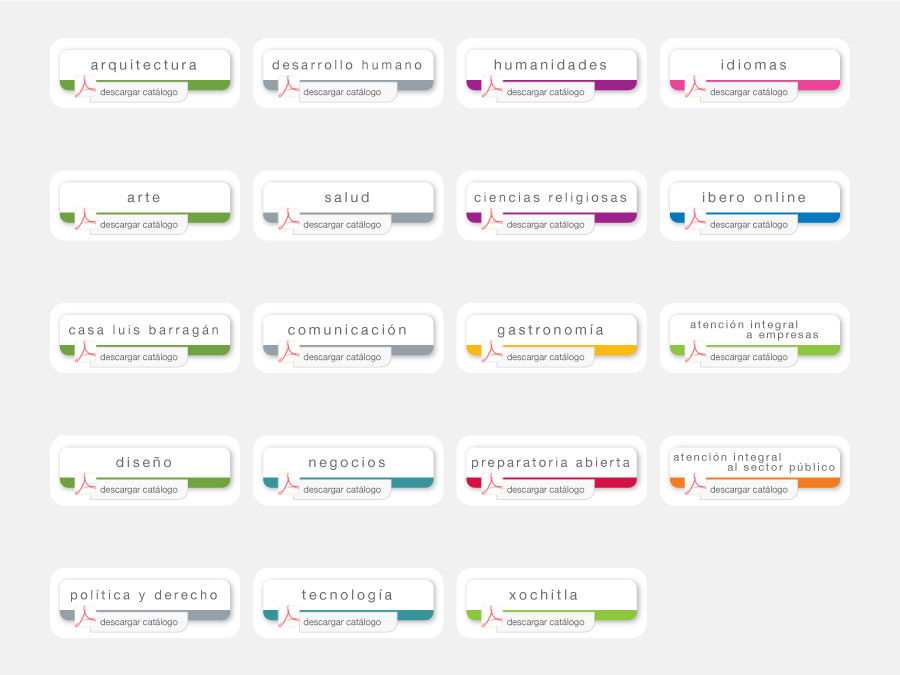 arquitectura
descargar catálogo
desarrollo humano
descargar catálogo
humanidades
descargar catálogo
idiomas
descargar catálogo
arte
descargar catálogo
salud
descargar catálogo
ciencias religiosas
descargar catálogo
ibero online
descargar catálogo
casa luis barragán
descargar catálogo
comunicación
descargar catálogo
gastronomía
descargar catálogo
atención integral
a empresas
descargar catálogo
diseño
descargar catálogo
negocios
descargar catálogo
preparatoria abierta
descargar catálogo
atención integral
al sector público
descargar catálogo
política y derecho
descargar catálogo
tecnología
descargar catálogo
xochitla
descargar catálogo